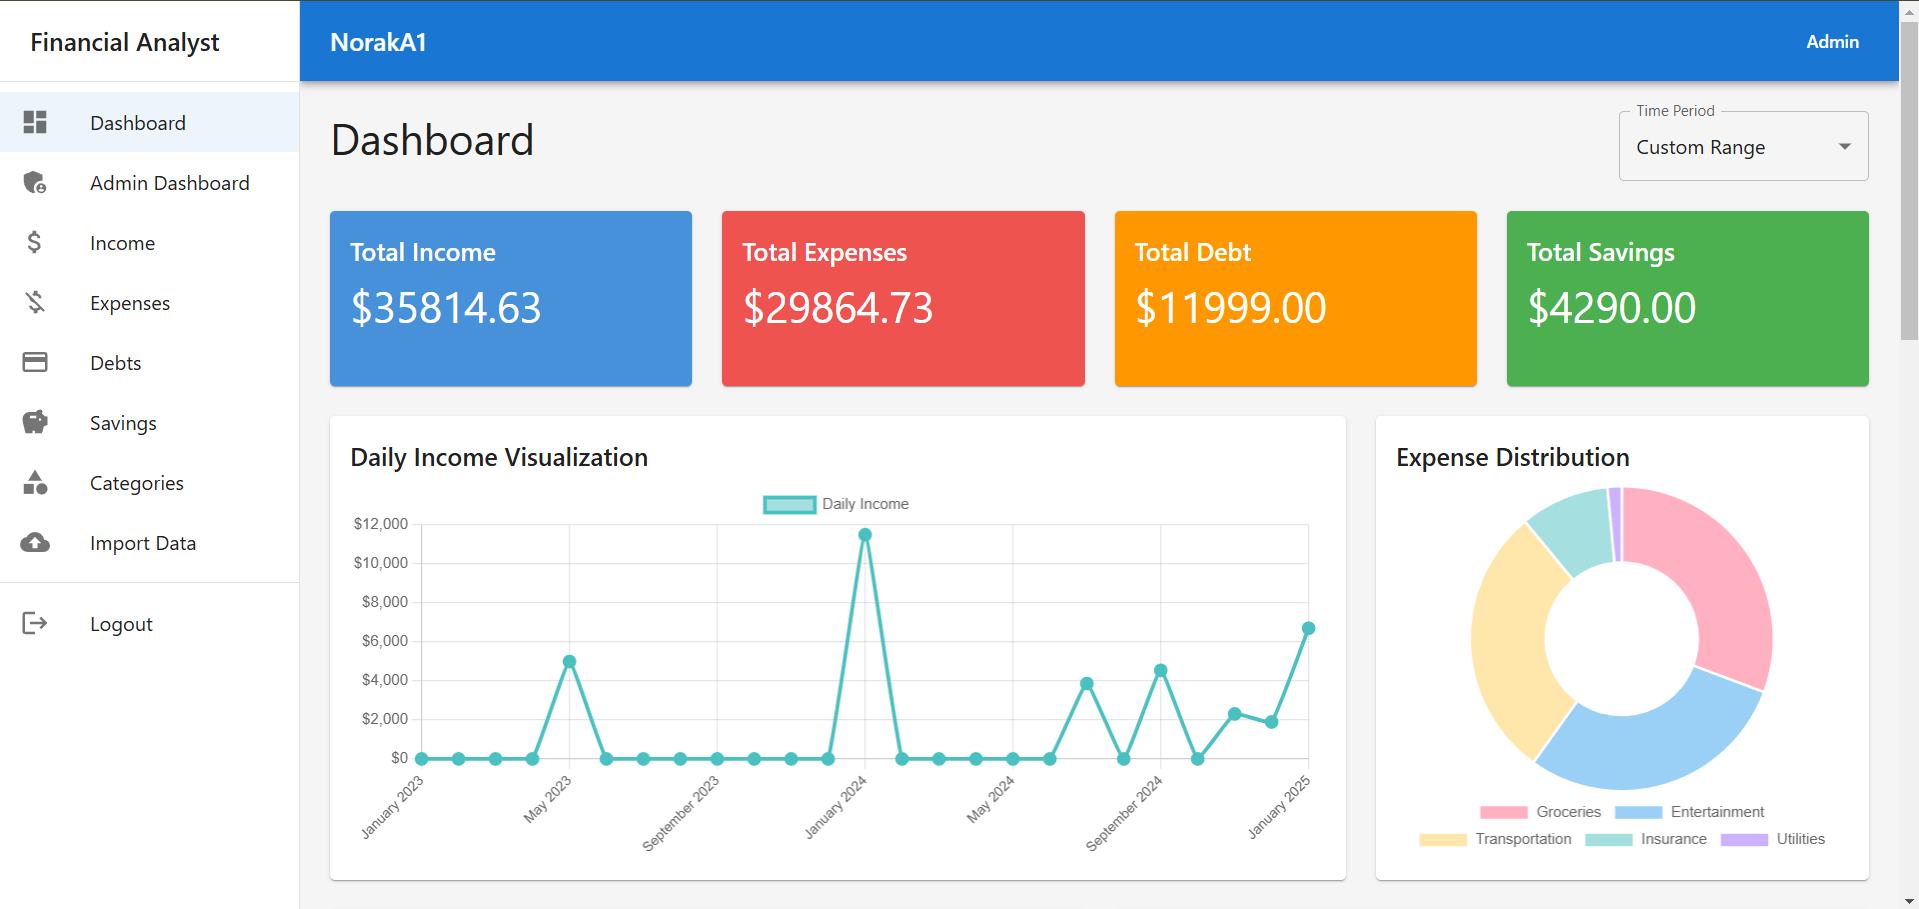 Financial Analyst
NorakA1
Admin
Dashboard
Admin Dashboard
Income
Expenses
Debts
Savings
Categories
Import Data
Logout
Dashboard
Time Period
Custom Range
Total Income
$35814.63
Total Expenses
$29864.73
Total Debt
$11999.00
Total Savings
$4290.00
Daily Income Visualization
Daily Income
$12,000
$10,000
$8,000
$6,000
$4,000
$2,000
$0
January 2023
May 2023
September 2023
January 2024
May 2024
September 2024
January 2025
Expense Distribution
Groceries Entertainment
Transportation Insurance Utilities